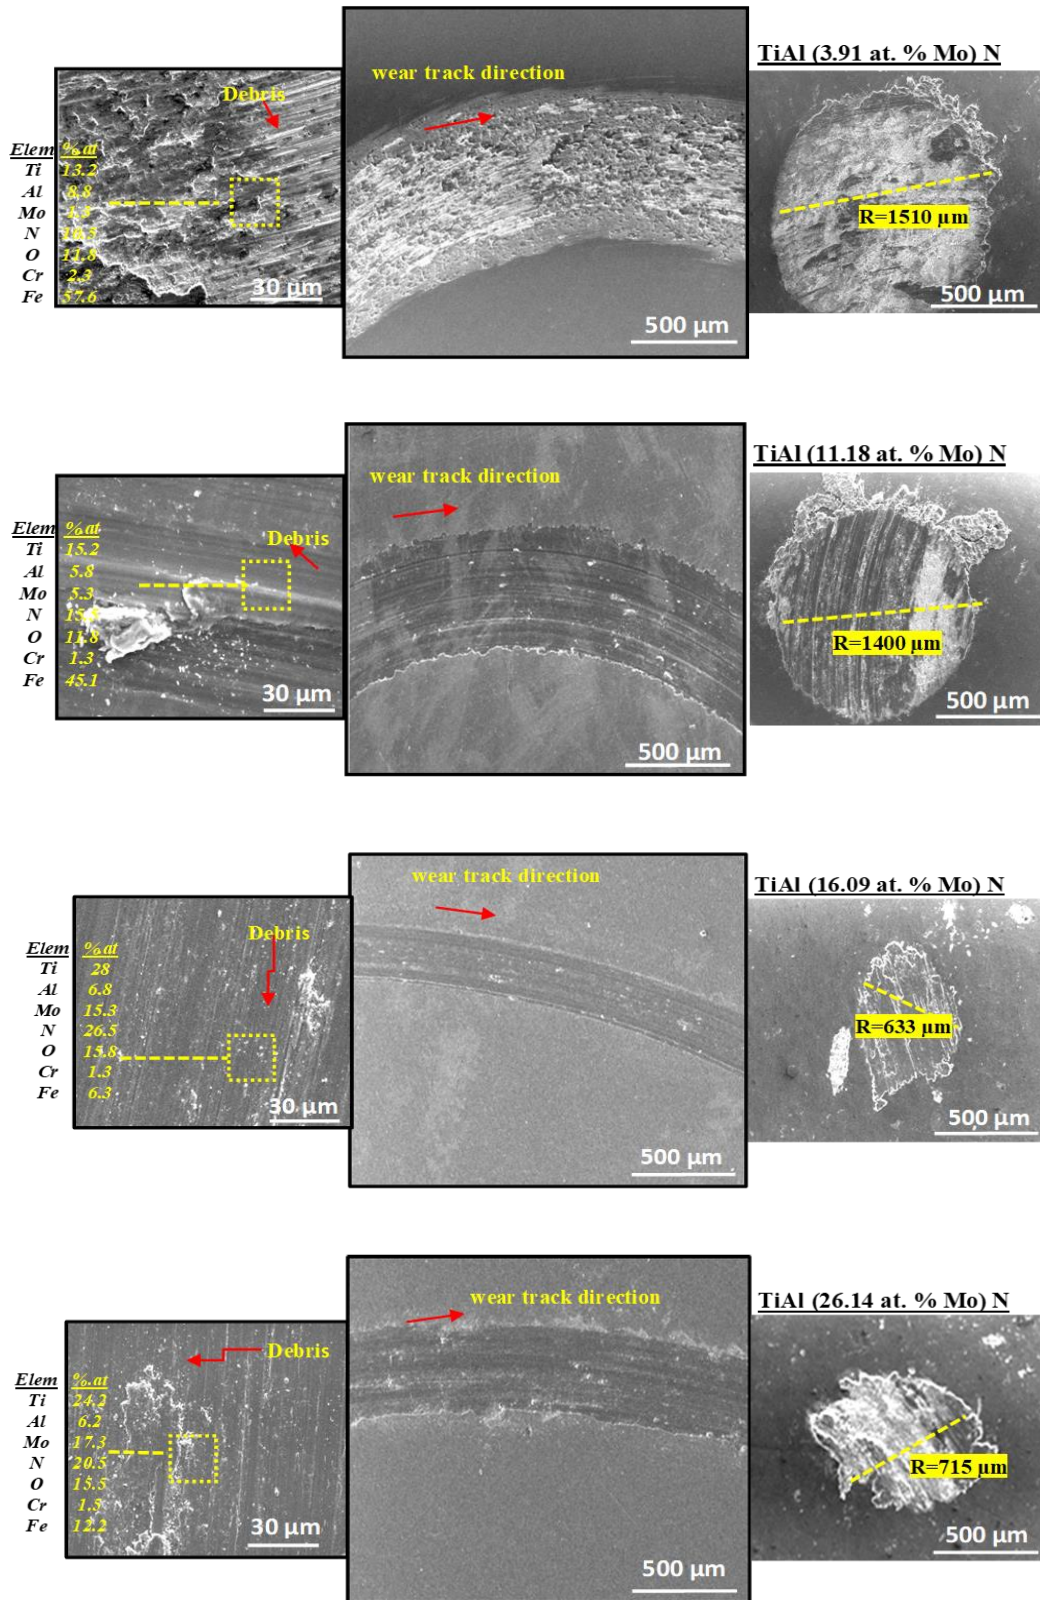 TiAl (3.91 at. % Mo) N
wear track direction
Debris
Elem %.at
Ti 13.2
Al 8.8
Mo
N
O 11.8
Cr 2.3
Fe 57.6
30 μm
500 μm
R=1510 μm
500 μm
TiAl (11.18 at. % Mo) N
wear track direction
Debris
Elem %.at
Ti 15.2
Al 5.8
Mo 5.3
N 15.5
O 11.8
Cr 1.3
Fe 45.1
30 μm
500 μm
R=1400 μm
500 μm
TiAl (16.09 at. % Mo) N
wear track direction
Debris
Elem %.at
Ti 28
Al 6.8
Mo 15.3
N 26.5
O 15.8
Cr 1.3
Fe 6.3
30 μm
500 μm
R=633 μm
500 μm
TiAl (26.14 at. % Mo) N
wear track direction
Debris
Elem %.at
Ti 24.2
Al 6.2
Mo 17.3
N 20.5
O 15.5
Cr 1.5
Fe 12.2
30 μm
500 μm
R=715 μm
500 μm